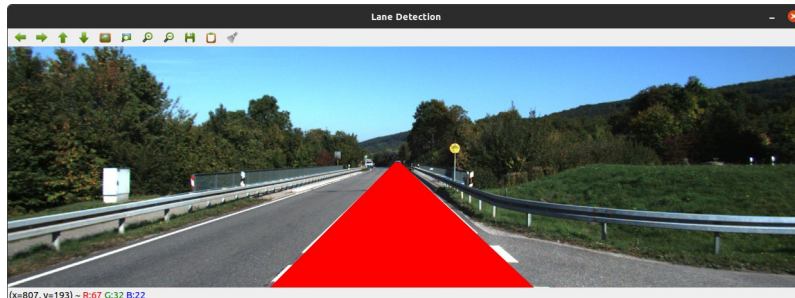 Lane Detection
(x=807, y=193) ~ R:67 G:32 B:22